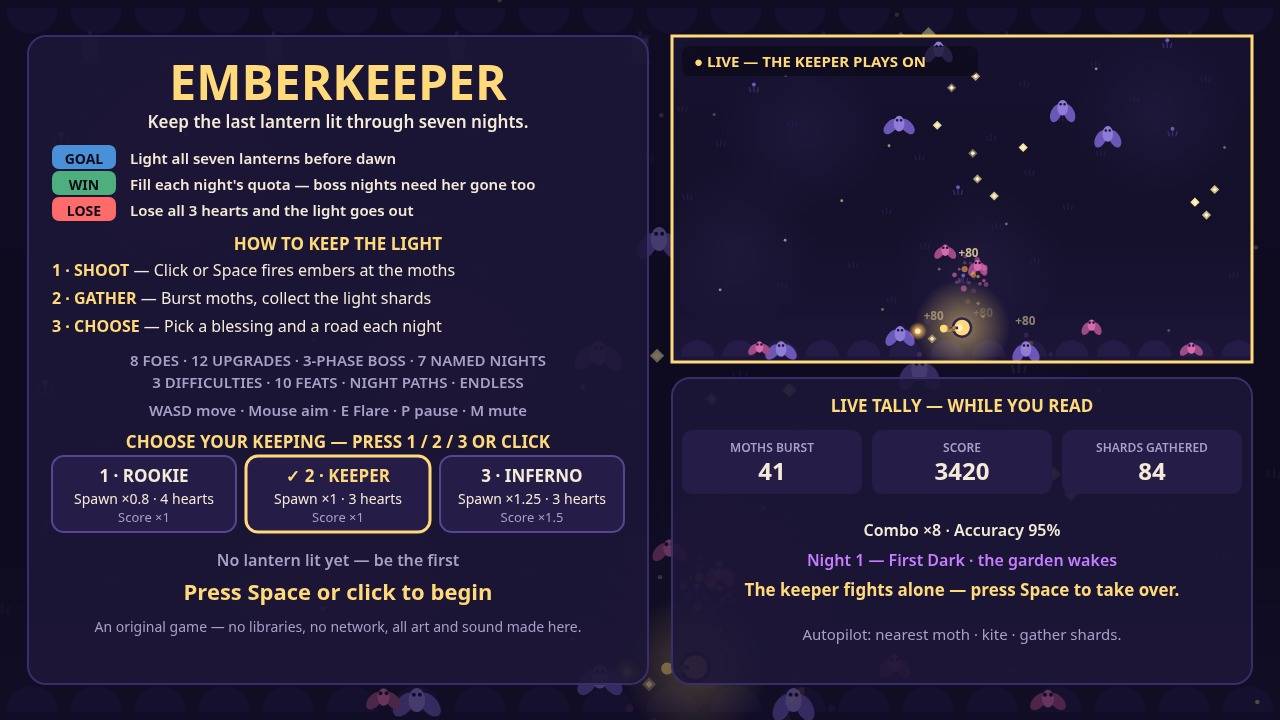 EMBERKEEPER
Keep the last lantern lit through seven nights.
GOAL Light all seven lanterns before dawn
WIN Fill each night's quota — boss nights need her gone too
LOSE Lose all 3 hearts and the light goes out
HOW TO KEEP THE LIGHT
1 · SHOOT — Click or Space fires embers at the moths
2 · GATHER — Burst moths, collect the light shards
3 · CHOOSE — Pick a blessing and a road each night
8 FOES · 12 UPGRADES · 3-PHASE BOSS · 7 NAMED NIGHTS
3 DIFFICULTIES · 10 FEATS · NIGHT PATHS · ENDLESS
WASD move · Mouse aim · E Flare · P pause · M mute
CHOOSE YOUR KEEPING — PRESS 1 / 2 / 3 OR CLICK
1 · ROOKIE
Spawn ×0.8 · 4 hearts
Score ×1
✓ 2 · KEEPER
Spawn ×1 · 3 hearts
Score ×1
3 · INFERNO
Spawn ×1.25 · 3 hearts
Score ×1.5
No lantern lit yet — be the first
Press Space or click to begin
An original game — no libraries, no network, all art and sound made here.
● LIVE — THE KEEPER PLAYS ON
+80
+80
+80
+80
LIVE TALLY — WHILE YOU READ
MOTHS BURST
41
SCORE
3420
SHARDS GATHERED
84
Combo ×8 · Accuracy 95%
Night 1 — First Dark · the garden wakes
The keeper fights alone — press Space to take over.
Autopilot: nearest moth · kite · gather shards.